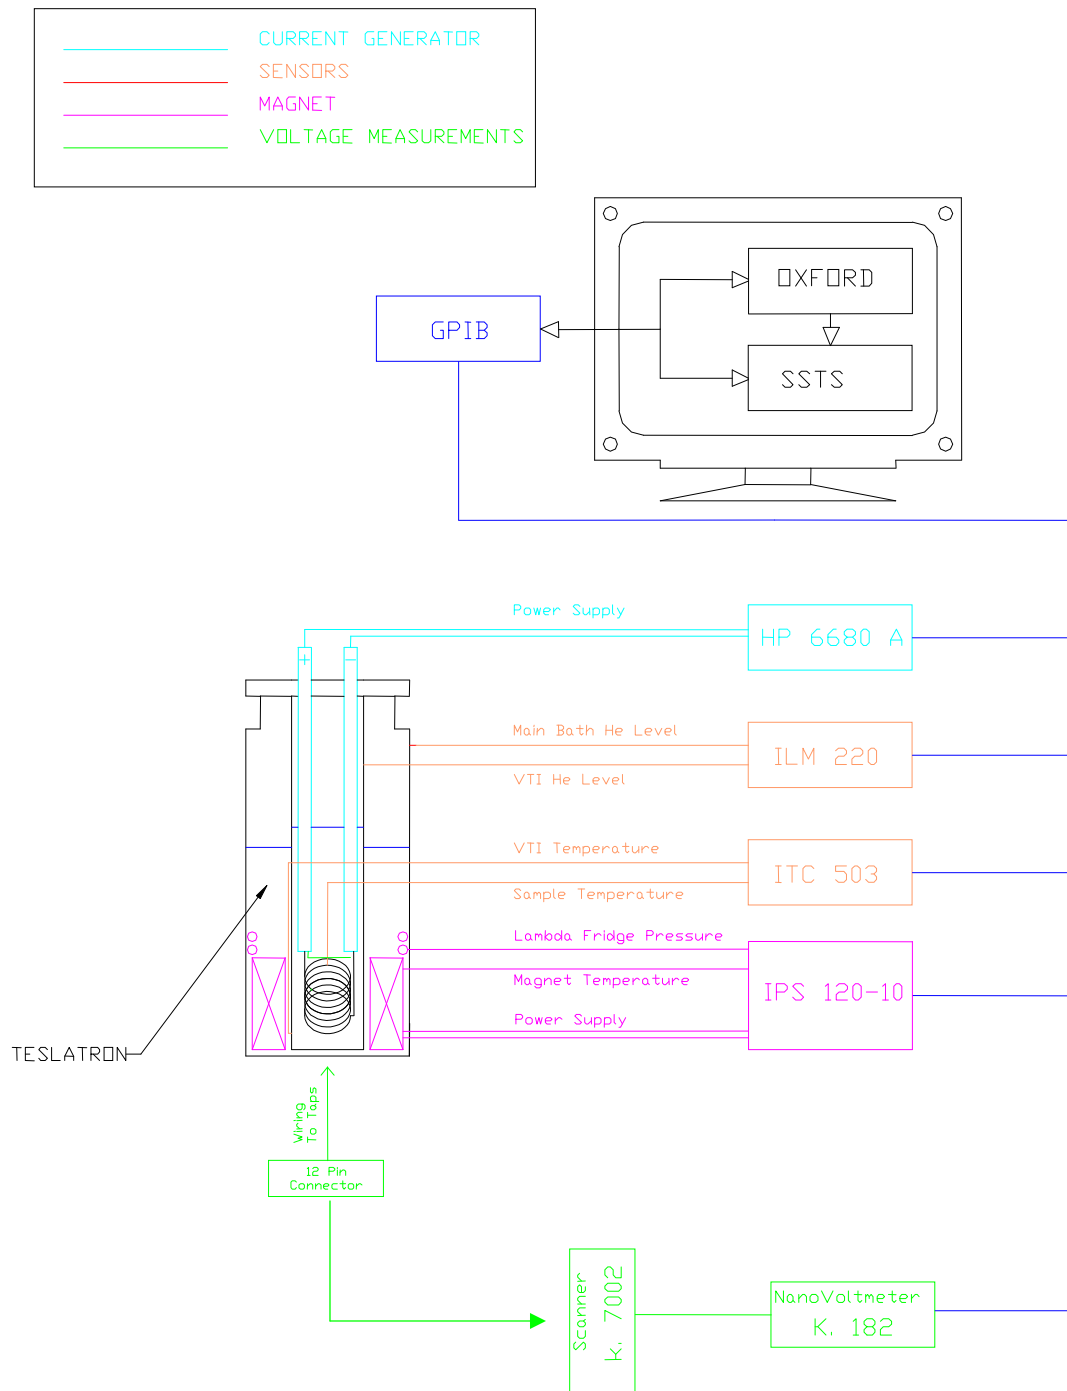 CURRENT GENERATOR
SENSORS
MAGNET
VOLTAGE MEASUREMENTS
OXFORD
GPIB
SSTS
Power Supply
HP 6680 A
+
-
Main Bath He Level
ILM 220
VTI He Level
VTI Temperature
ITC 503
Sample Temperature
Lambda Fridge Pressure
Magnet Temperature
IPS 120-10
Power Supply
TESLATRON
Wiring
To Taps
12 Pin
Connector
Scanner
K. 7002
NanoVoltmeter
K. 182